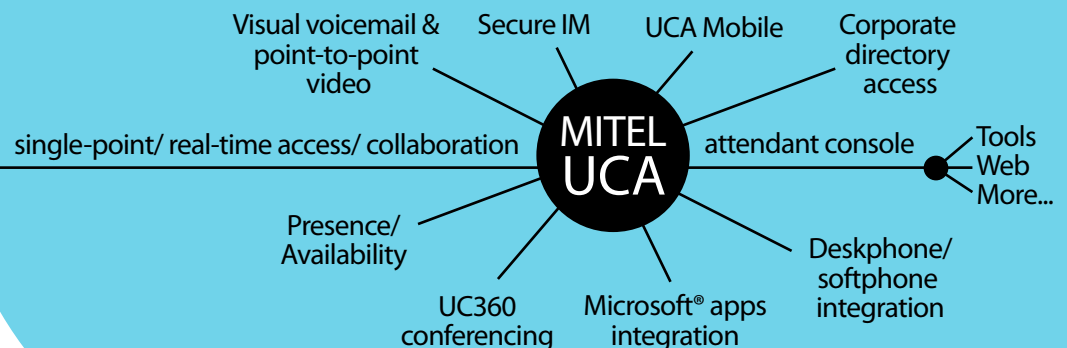 Visual voicemail &
point-to-point
video
Secure IM
UCA Mobile
Corporate
directory
access
single-point/ real-time access/ collaboration
MITEL
UCA
attendant console
Tools
Web
More...
Presence/
Availability
UC360
conferencing
Microsoft® apps
integration
Deskphone/
softphone
integration